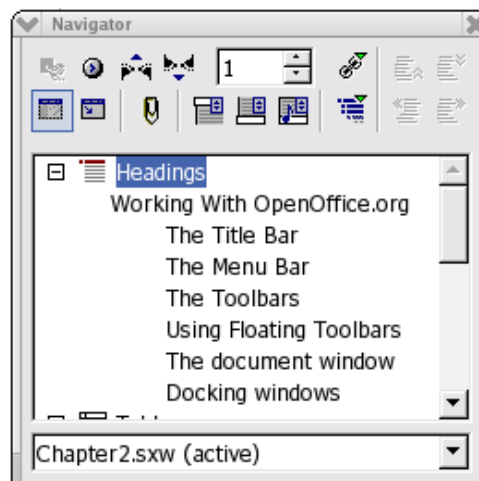 Navigator
1
Headings
Working With OpenOffice.org
The Title Bar
The Menu Bar
The Toolbars
Using Floating Toolbars
The document window
Docking windows
Chapter2.sxw (active)